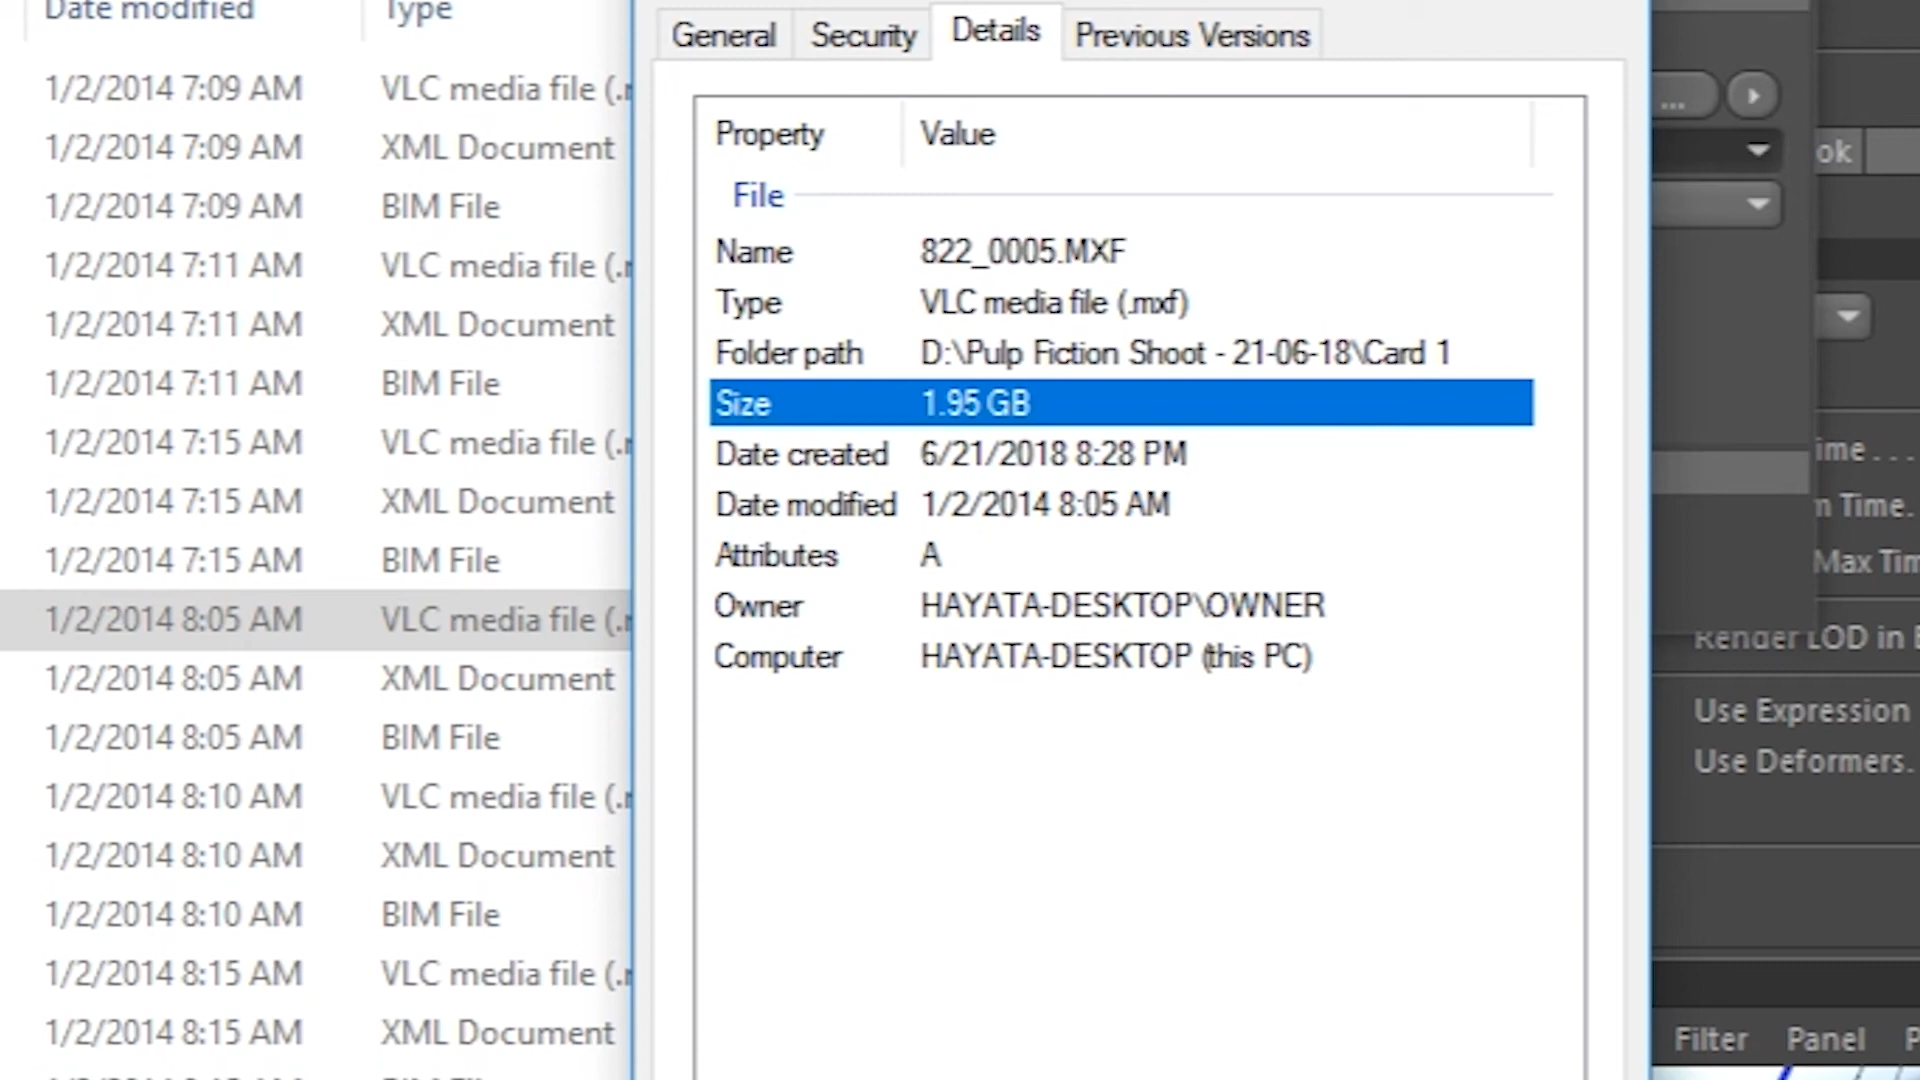 Date modified Type
1/2/2014 7:09 AM VLC media file (.
1/2/2014 7:09 AM XML Document
1/2/2014 7:09 AM BIM File
1/2/2014 7:11 AM VLC media file (.
1/2/2014 7:11 AM XML Document
1/2/2014 7:11 AM BIM File
1/2/2014 7:15 AM VLC media file (.
1/2/2014 7:15 AM XML Document
1/2/2014 7:15 AM BIM File
1/2/2014 8:05 AM VLC media file (.
1/2/2014 8:05 AM XML Document
1/2/2014 8:05 AM BIM File
1/2/2014 8:10 AM VLC media file (.
1/2/2014 8:10 AM XML Document
1/2/2014 8:10 AM BIM File
1/2/2014 8:15 AM VLC media file (.
1/2/2014 8:15 AM XML Document
General Security Details Previous Versions
Property Value
File
Name 822_0005.MXF
Type VLC media file (.mxf)
Folder path D:\Pulp Fiction Shoot - 21-06-18\Card 1
Size 1.95 GB
Date created 6/21/2018 8:28 PM
Date modified 1/2/2014 8:05 AM
Attributes A
Owner HAYATA-DESKTOP\OWNER
Computer HAYATA-DESKTOP (this PC)
...
ok
ime . . .
n Time.
Max Tim
Render LOD in
Use Expression
Use Deformers.
Filter Panel